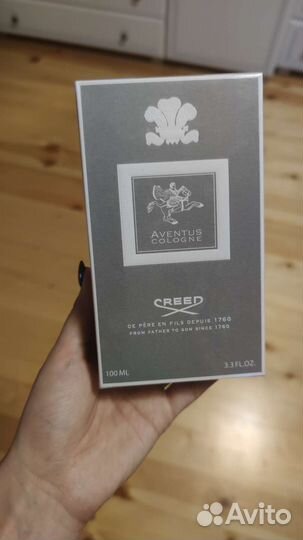 AVENTUS
COLOGNE
CREED
DE PÈRE EN FILS DEPUIS 1760
FROM FATHER TO SON SINCE 1760
100 ML
3.3 FL.OZ.
Avito